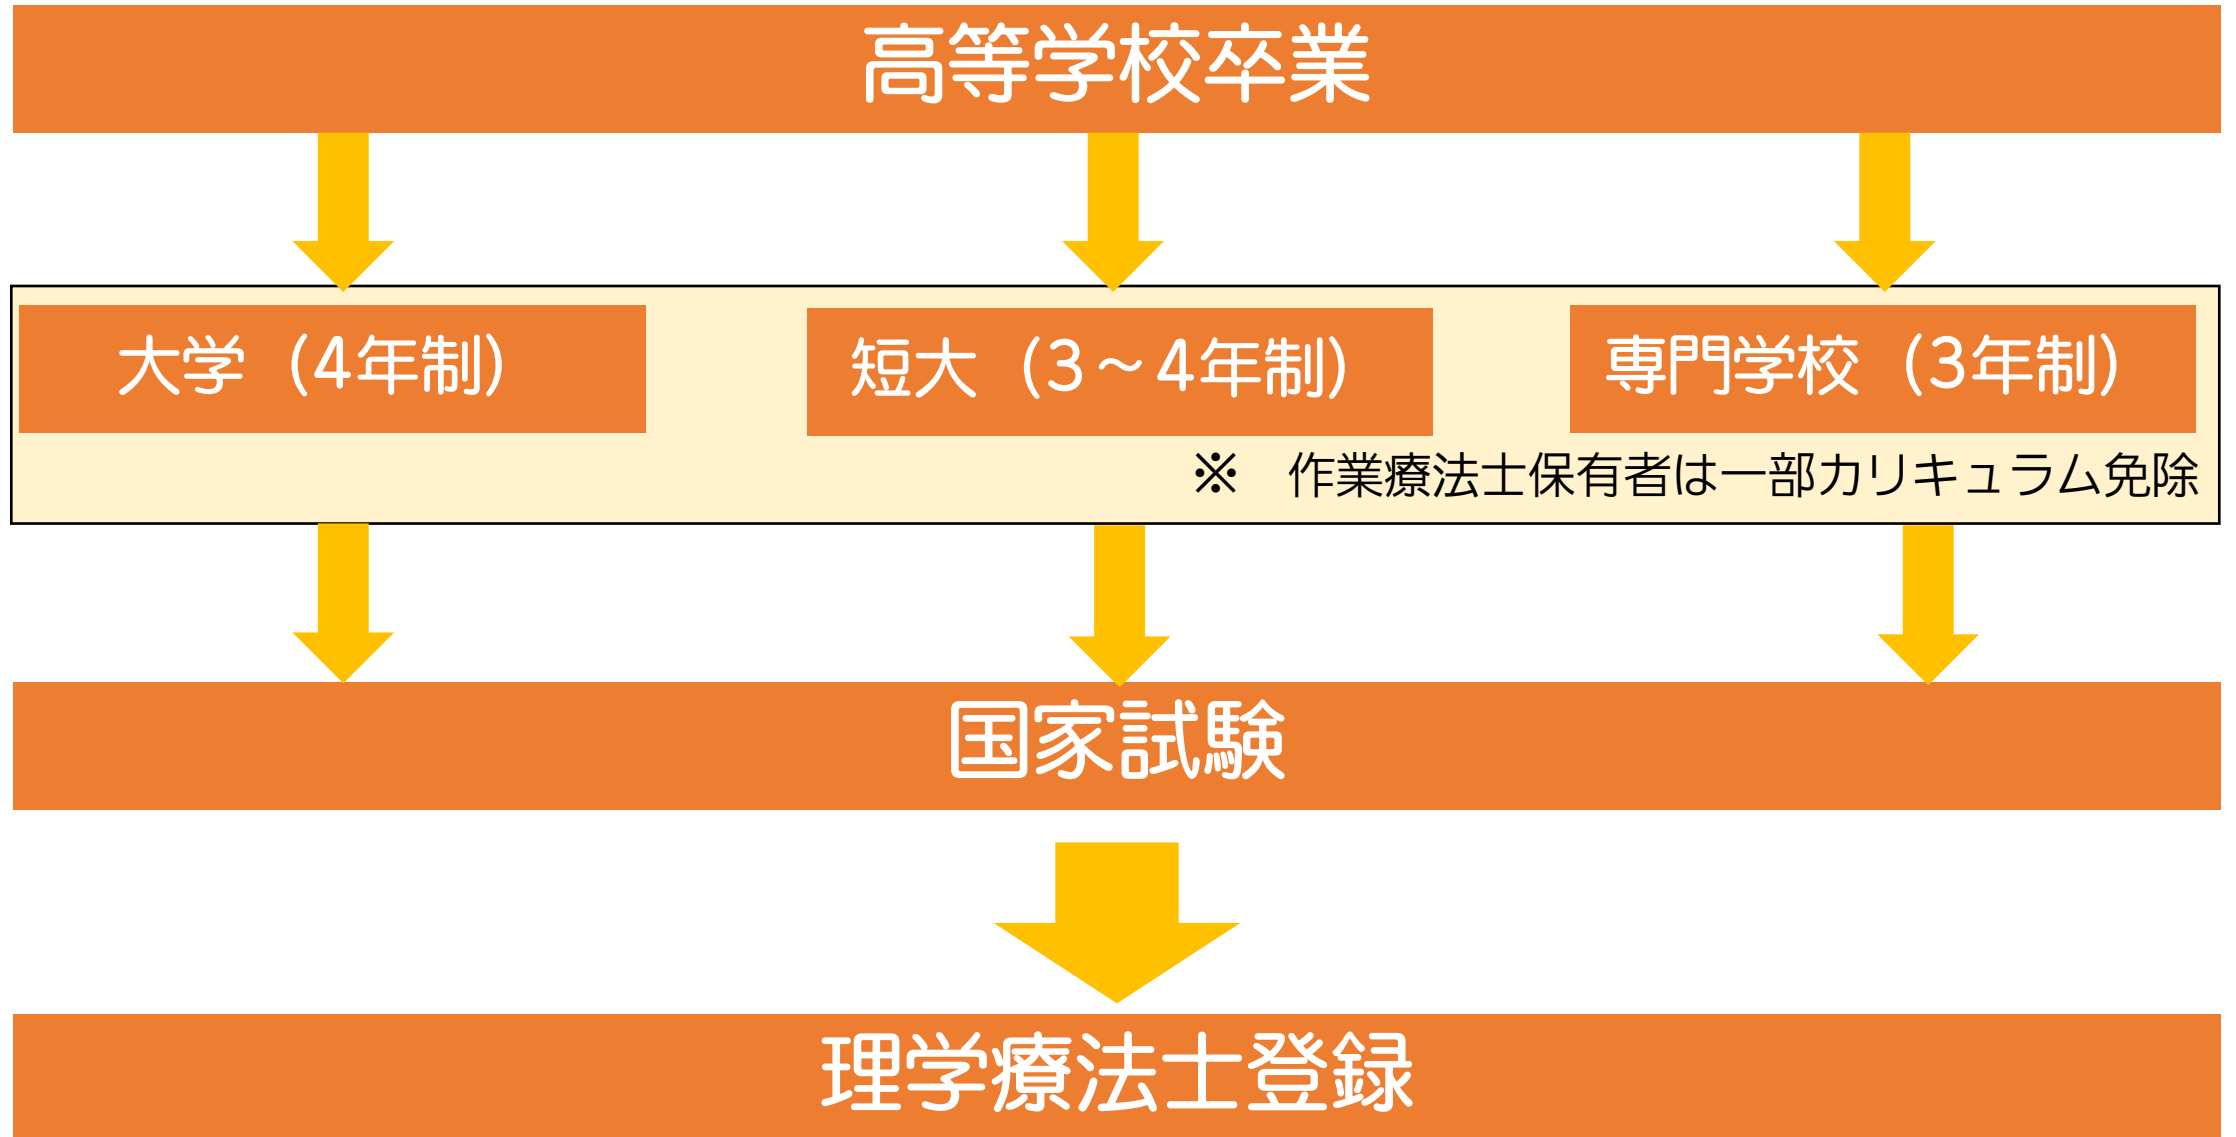 高等学校卒業
大学（4年制）
短大（3～4年制）
専門学校（3年制）
※　作業療法士保有者は一部カリキュラム免除
国家試験
理学療法士登録